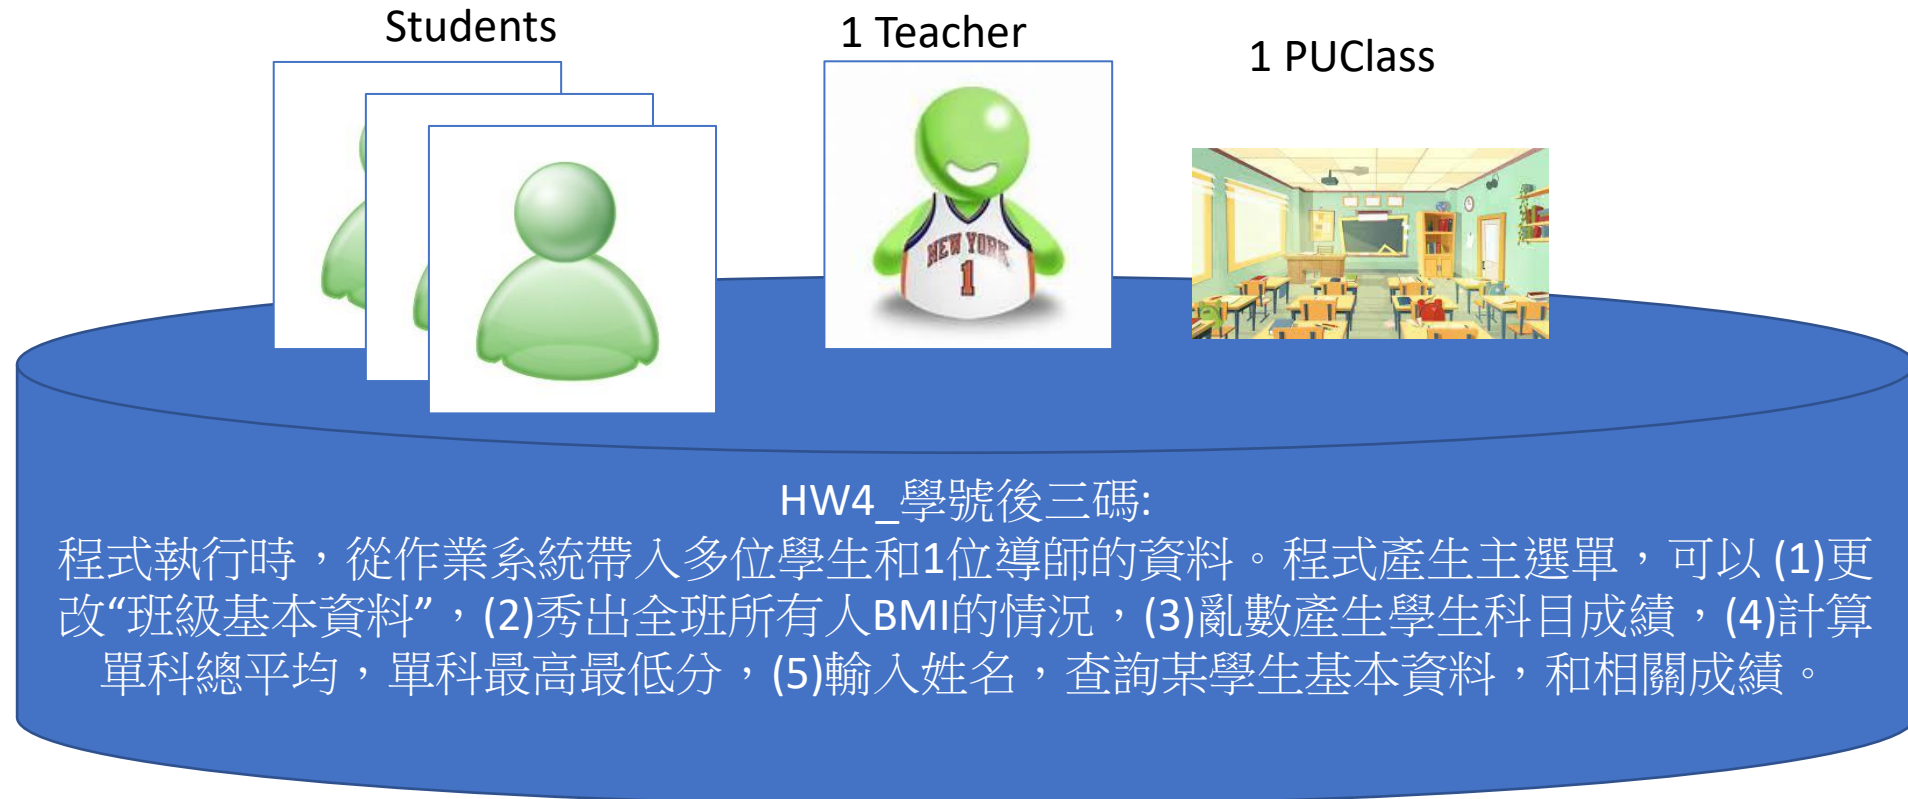 Students
1 Teacher
1 PUClass
NEW YORK
1
HW4_學號後三碼:
程式執行時，從作業系統帶入多位學生和1位導師的資料。程式產生主選單，可以 (1)更
改“班級基本資料”，(2)秀出全班所有人BMI的情況，(3)亂數產生學生科目成績，(4)計算
單科總平均，單科最高最低分，(5)輸入姓名，查詢某學生基本資料，和相關成績。